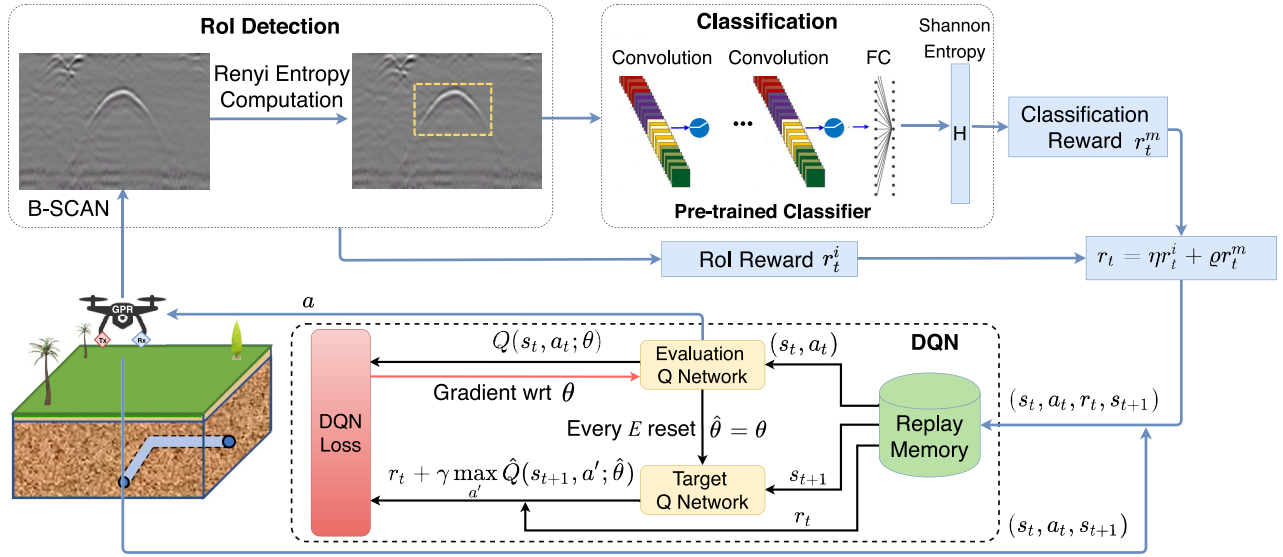 RoI Detection
Renyi Entropy
Computation
B-SCAN
Classification
Convolution
Convolution
FC
Shannon
Entropy
H
Pre-trained Classifier
Classification
Reward $r_t^m$
RoI Reward $r_t^i$
$r_t = \eta r_t^i + \varrho r_t^m$
GPR
Tx
Rx
$a$
DQN
DQN
Loss
$Q(s_t, a_t; \theta)$
Gradient wrt $\theta$
Evaluation
Q Network
$(s_t, a_t)$
Every $E$ reset $\hat{\theta} = \theta$
$r_t + \gamma \max_{a'} \hat{Q}(s_{t+1}, a'; \hat{\theta})$
Target
Q Network
$s_{t+1}$
$r_t$
Replay
Memory
$(s_t, a_t, r_t, s_{t+1})$
$(s_t, a_t, s_{t+1})$